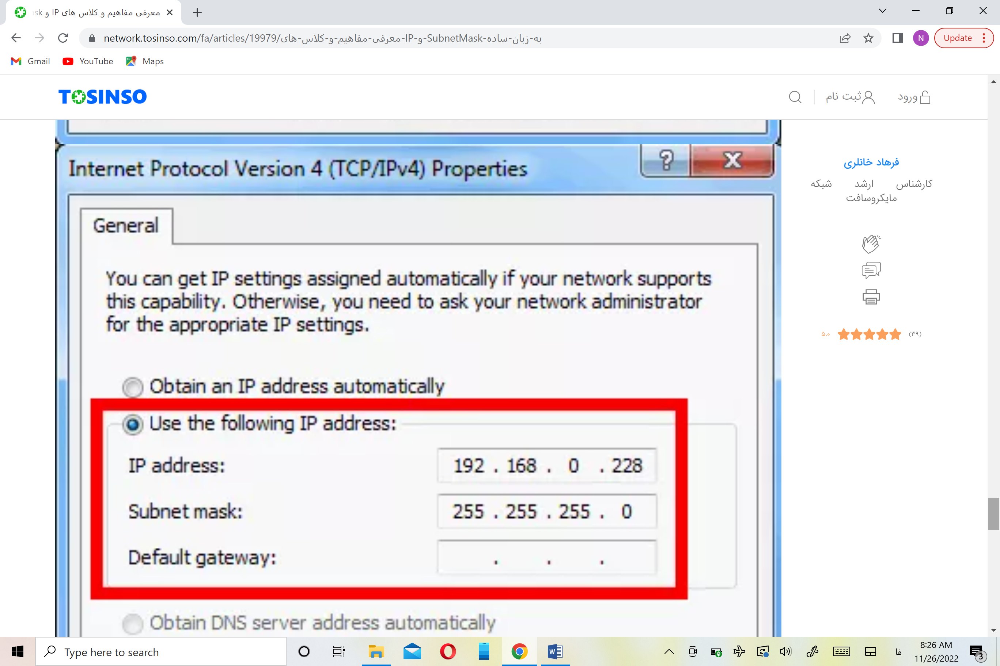 معرفی مفاهیم و کلاس های IP و
network.tosinso.com/fa/articles/19979/معرفی-مفاهیم-و-کلاس-های-IP-و-SubnetMask-به-زبان-ساده
Update
N
Gmail
YouTube
Maps
TOSINSO
ورود
ثبت نام
Internet Protocol Version 4 (TCP/IPv4) Properties
General
You can get IP settings assigned automatically if your network supports
this capability. Otherwise, you need to ask your network administrator
for the appropriate IP settings.
Obtain an IP address automatically
Use the following IP address:
IP address: 192 . 168 . 0 . 228
Subnet mask: 255 . 255 . 255 . 0
Default gateway: . . .
Obtain DNS server address automatically
فرهاد خانلری
کارشناس ارشد شبکه
مایکروسافت
۵.۰ (۳۹)
Type here to search
فا
8:26 AM
11/26/2022
3